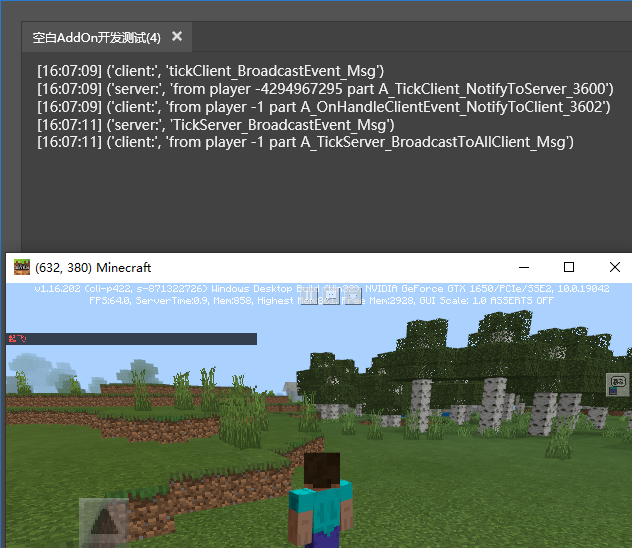 空白AddOn开发测试(4)
[16:07:09] ('client:', 'tickClient_BroadcastEvent_Msg')
[16:07:09] ('server:', 'from player -4294967295 part A_TickClient_NotifyToServer_3600')
[16:07:09] ('client:', 'from player -1 part A_OnHandleClientEvent_NotifyToClient_3602')
[16:07:11] ('server:', 'TickServer_BroadcastEvent_Msg')
[16:07:11] ('client:', 'from player -1 part A_TickServer_BroadcastToAllClient_Msg')
(632, 380) Minecraft
v1.16.202 (cll-p422, s-871322726) Windows Desktop Build NVIDIA GeForce GTX 1650/PCIe/SSE2, 10.0.19042
FPS:64.0, ServerTime:0.9, Mem:858, Highest Mem: Free Mem:2928, GUI Scale: 1.0 ASSERTS OFF